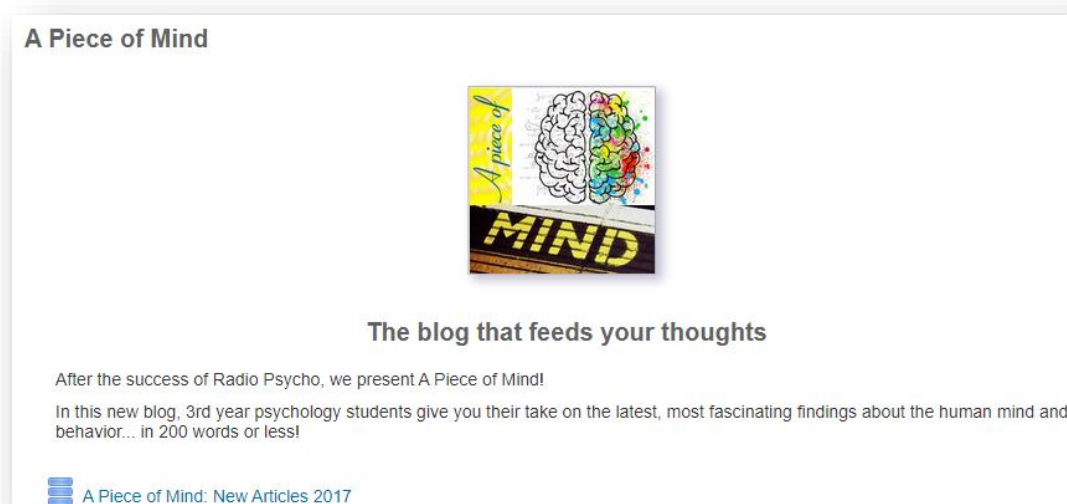 A Piece of Mind
A piece of
MIND
The blog that feeds your thoughts
After the success of Radio Psycho, we present A Piece of Mind!
In this new blog, 3rd year psychology students give you their take on the latest, most fascinating findings about the human mind and
behavior... in 200 words or less!
A Piece of Mind: New Articles 2017